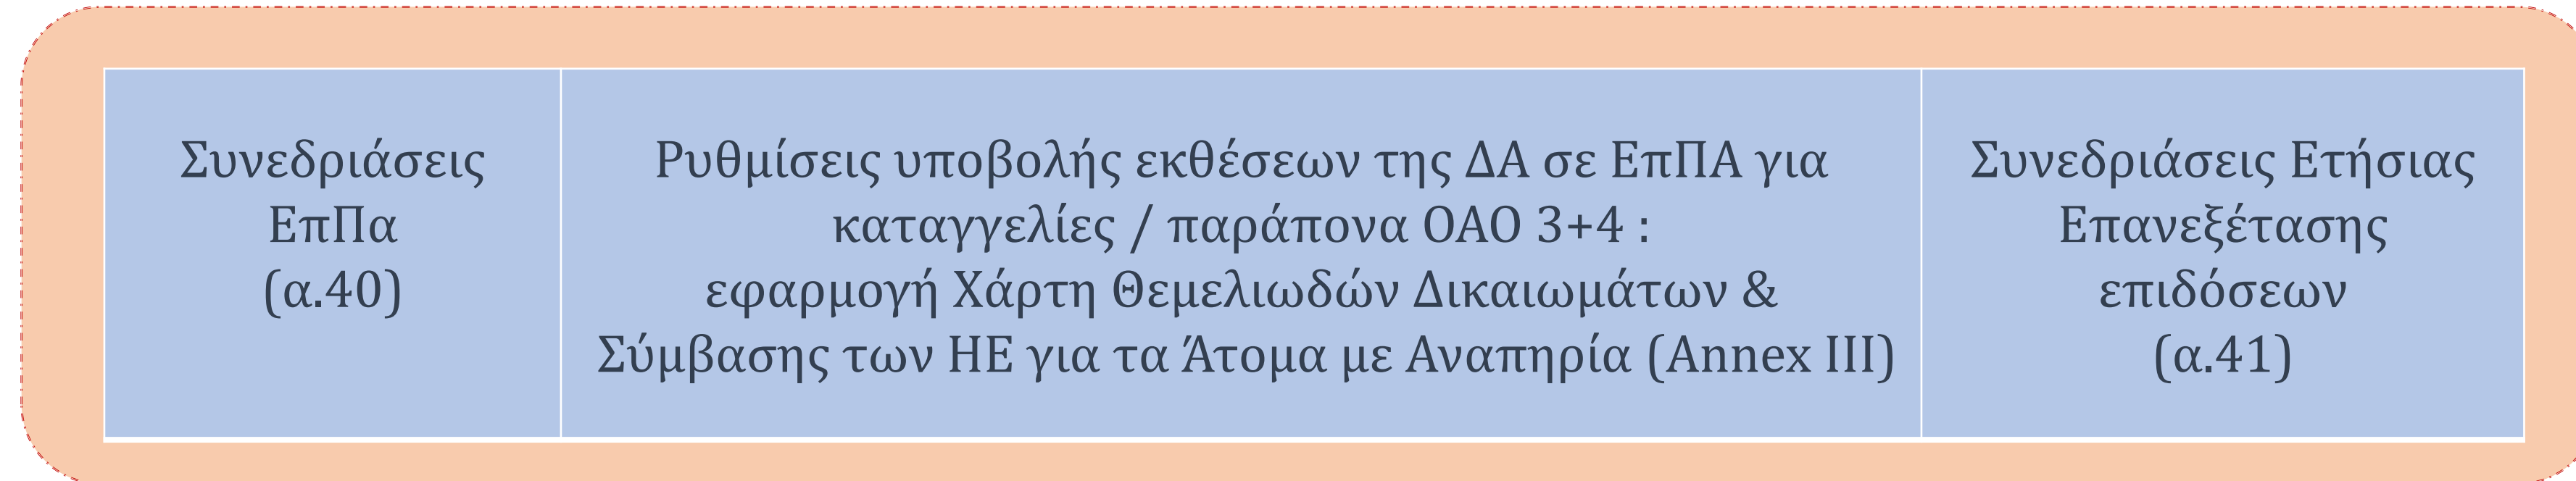 Συνεδριάσεις
ΕπΠα
(α.40)
Ρυθμίσεις υποβολής εκθέσεων της ΔΑ σε ΕπΠΑ για
καταγγελίες / παράπονα ΟΑΟ 3+4 :
εφαρμογή Χάρτη Θεμελιωδών Δικαιωμάτων &
Σύμβασης των ΗΕ για τα Άτομα με Αναπηρία (Annex III)
Συνεδριάσεις Ετήσιας
Επανεξέτασης
επιδόσεων
(α.41)